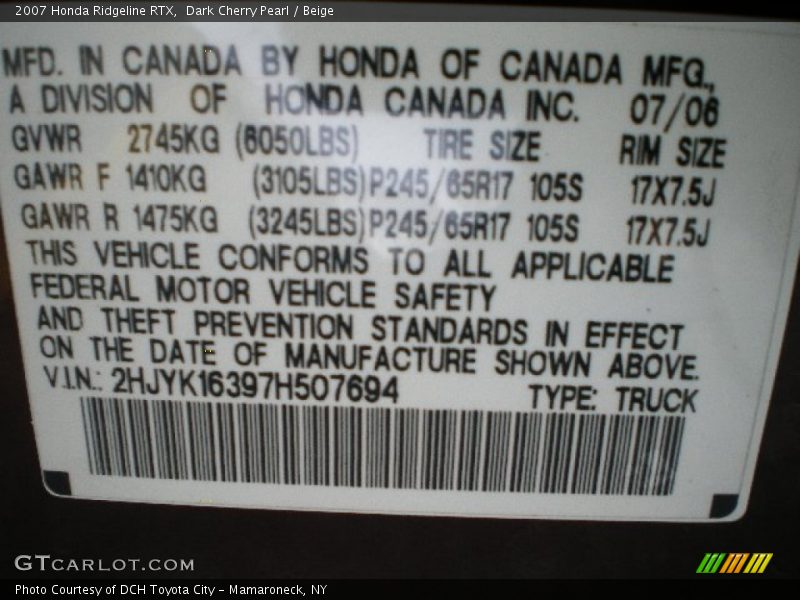 2007 Honda Ridgeline RTX, Dark Cherry Pearl / Beige
MFD. IN CANADA BY HONDA OF CANADA MFG.,
A DIVISION OF HONDA CANADA INC. 07/06
GVWR 2745KG (6050LBS) TIRE SIZE RIM SIZE
GAWR F 1410KG (3105LBS) P245/65R17 105S 17X7.5J
GAWR R 1475KG (3245LBS) P245/65R17 105S 17X7.5J
THIS VEHICLE CONFORMS TO ALL APPLICABLE
FEDERAL MOTOR VEHICLE SAFETY
AND THEFT PREVENTION STANDARDS IN EFFECT
ON THE DATE OF MANUFACTURE SHOWN ABOVE.
V.I.N.: 2HJYK16397H507694 TYPE: TRUCK
GTCARLOT.COM
Photo Courtesy of DCH Toyota City - Mamaroneck, NY